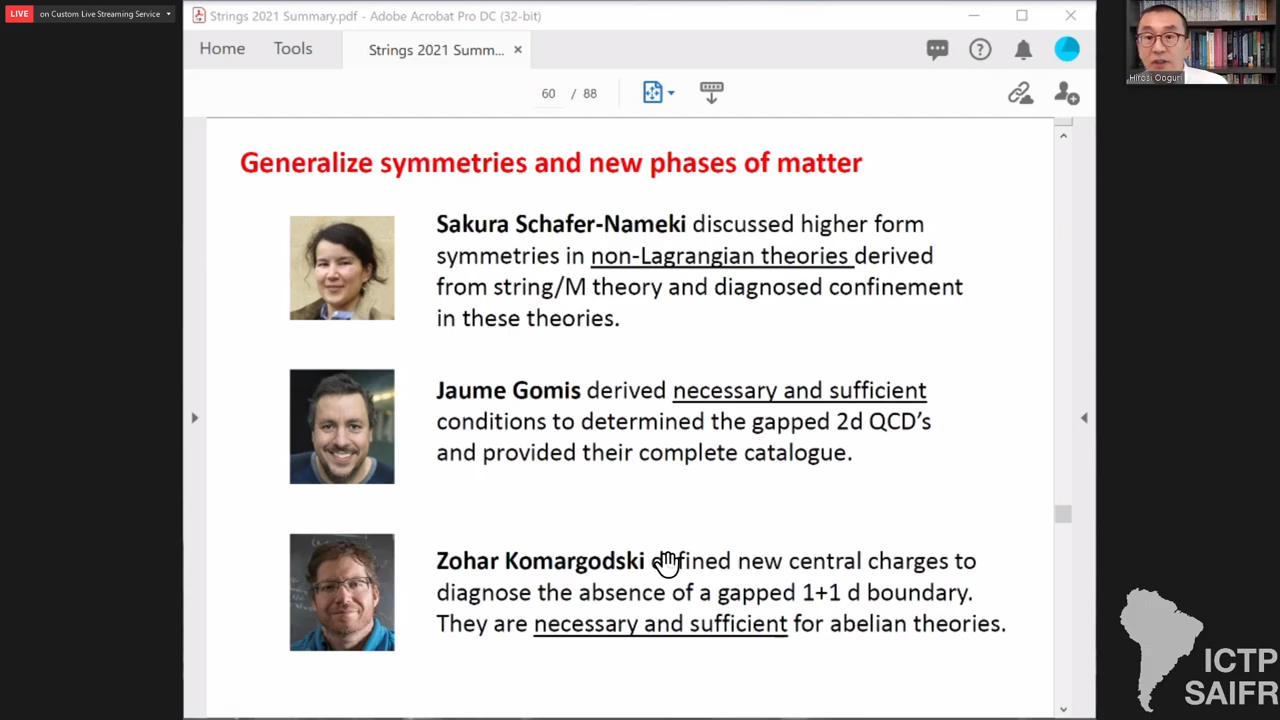 LIVE on Custom Live Streaming Service
Strings 2021 Summary.pdf - Adobe Acrobat Pro DC (32-bit)
Home Tools Strings 2021 Summ... ×
60 / 88
Hirosi Ooguri
Generalize symmetries and new phases of matter
Sakura Schafer-Nameki discussed higher form
symmetries in non-Lagrangian theories derived
from string/M theory and diagnosed confinement
in these theories.
Jaume Gomis derived necessary and sufficient
conditions to determined the gapped 2d QCD's
and provided their complete catalogue.
Zohar Komargodski defined new central charges to
diagnose the absence of a gapped 1+1 d boundary.
They are necessary and sufficient for abelian theories.
ICTP
SAIFR